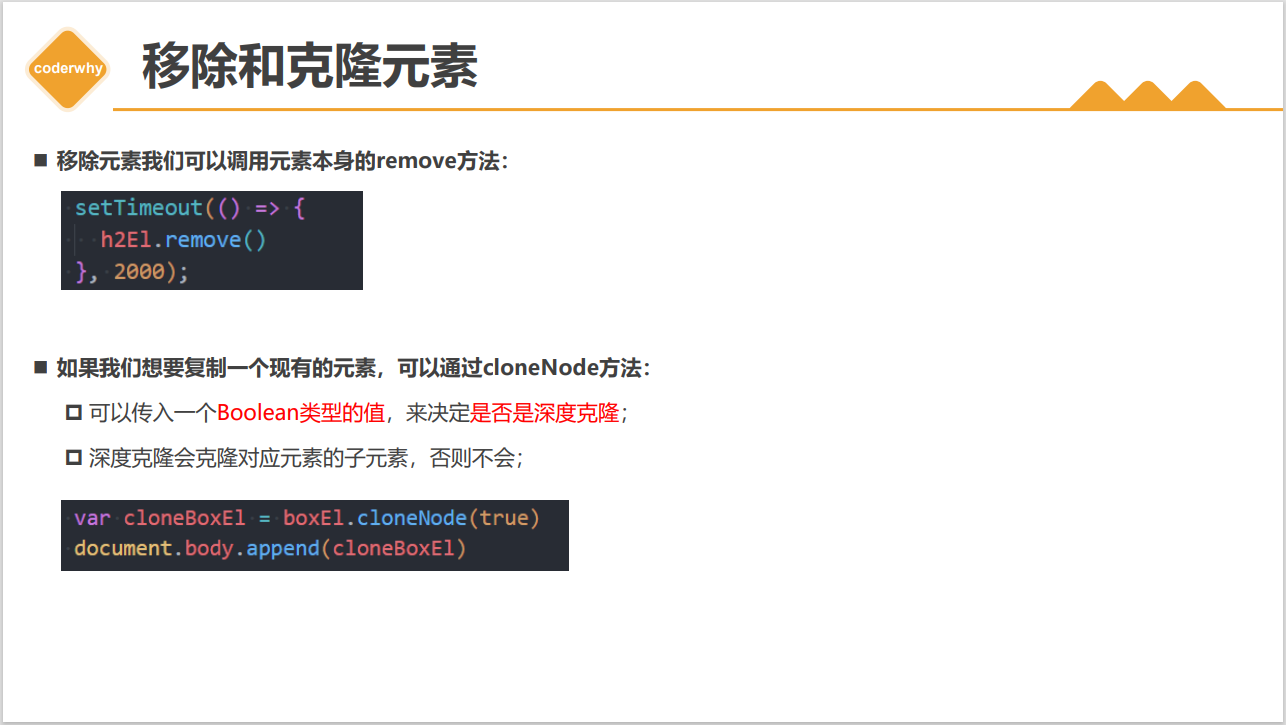 coderwhy
移除和克隆元素
移除元素我们可以调用元素本身的remove方法：
setTimeout(() => {
h2El.remove()
}, 2000);
如果我们想要复制一个现有的元素，可以通过cloneNode方法：
可以传入一个Boolean类型的值，来决定是否是深度克隆；
深度克隆会克隆对应元素的子元素，否则不会；
var cloneBoxEl = boxEl.cloneNode(true)
document.body.append(cloneBoxEl)